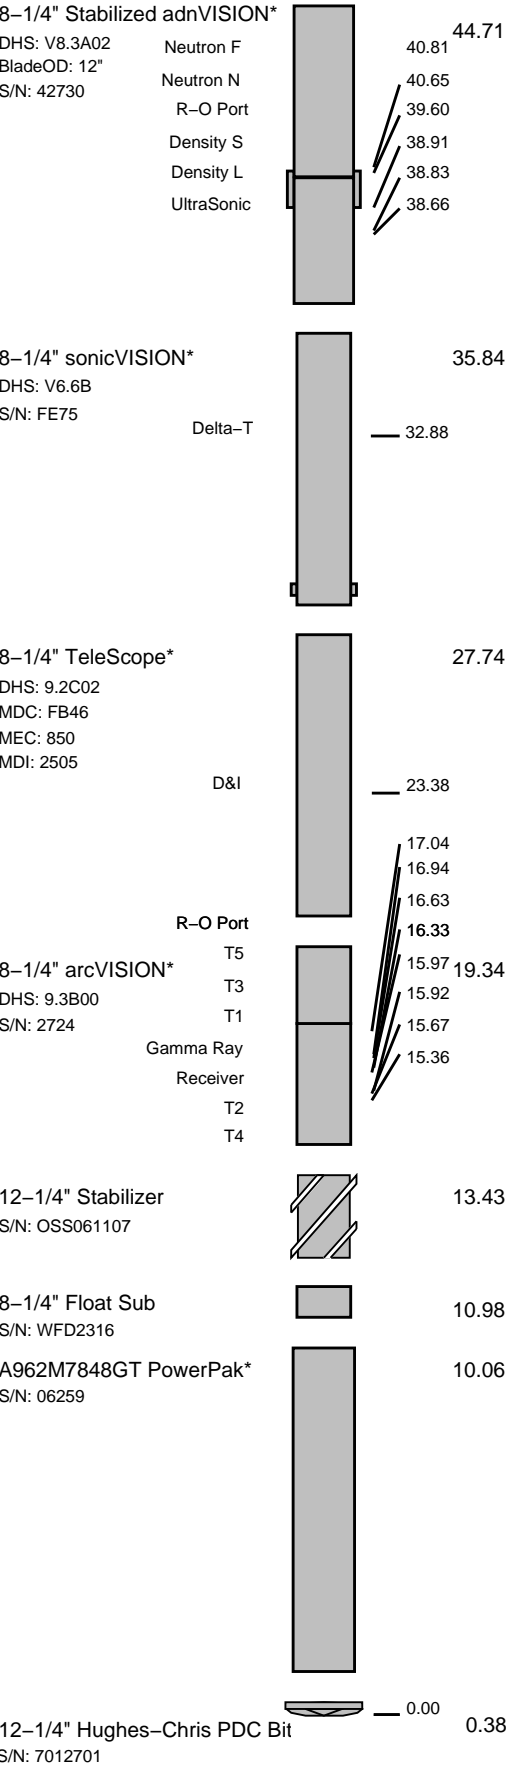 8−1/4" Stabilized adnVISION* 44.71
DHS: V8.3A02
BladeOD: 12"
S/N: 42730
Neutron F 40.81
Neutron N 40.65
R−O Port 39.60
Density S 38.91
Density L 38.83
UltraSonic 38.66
8−1/4" sonicVISION* 35.84
DHS: V6.6B
S/N: FE75
Delta−T 32.88
8−1/4" TeleScope* 27.74
DHS: 9.2C02
MDC: FB46
MEC: 850
MDI: 2505
D&I 23.38
17.04
16.94
16.63
R−O Port 16.33
T5
8−1/4" arcVISION* 15.97 19.34
T3 15.92
DHS: 9.3B00
T1
S/N: 2724 15.67
Gamma Ray 15.36
Receiver
T2
T4
12−1/4" Stabilizer 13.43
S/N: OSS061107
8−1/4" Float Sub 10.98
S/N: WFD2316
A962M7848GT PowerPak* 10.06
S/N: 06259
0.00
12−1/4" Hughes−Chris PDC Bit 0.38
S/N: 7012701